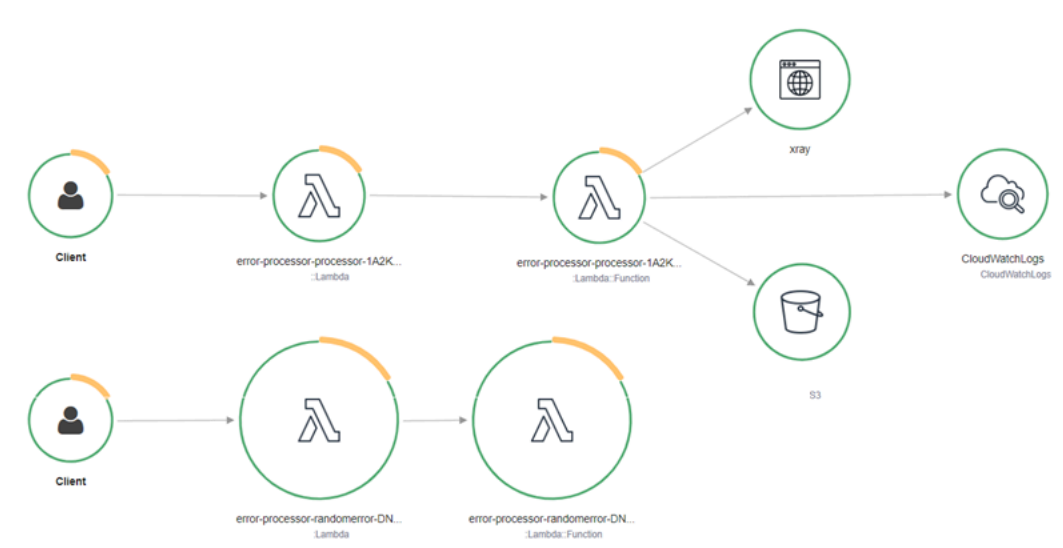 xray
Client
error-processor-processor-1A2K...
::Lambda
error-processor-processor-1A2K...
:Lambda::Function
CloudWatchLogs
CloudWatchLogs
S3
Client
error-processor-randomerror-DN...
:Lambda
error-processor-randomerror-DN...
:Lambda::Function